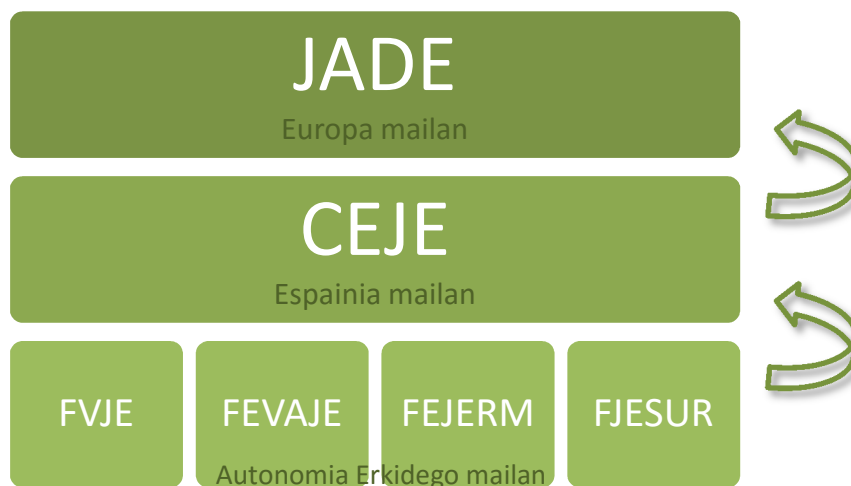 JADE
Europa mailan
CEJE
Espainia mailan
FVJE FEVAJE FEJERM FJESUR
Autonomia Erkidego mailan